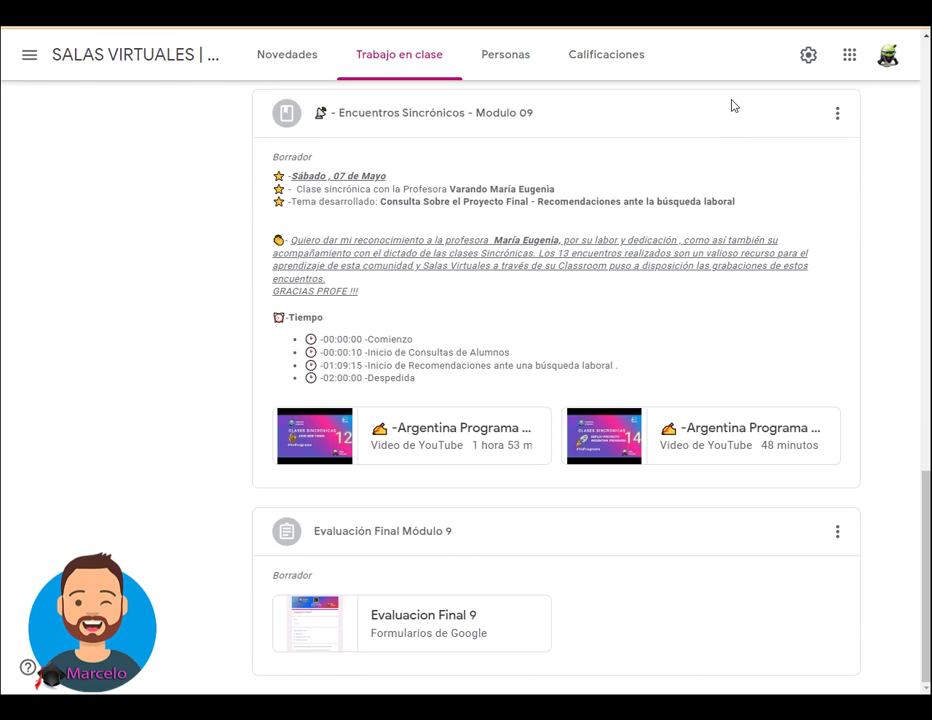 SALAS VIRTUALES | ...
Novedades
Trabajo en clase
Personas
Calificaciones
- Encuentros Sincrónicos - Modulo 09
Borrador
-Sábado , 07 de Mayo
- Clase sincrónica con la Profesora Varando María Eugenia
-Tema desarrollado: Consulta Sobre el Proyecto Final - Recomendaciones ante la búsqueda laboral
- Quiero dar mi reconocimiento a la profesora María Eugenia, por su labor y dedicación , como así también su
acompañamiento con el dictado de las clases Sincrónicas. Los 13 encuentros realizados son un valioso recurso para el
aprendizaje de esta comunidad y Salas Virtuales a través de su Classroom puso a disposición las grabaciones de estos
encuentros.
GRACIAS PROFE !!!
-Tiempo
-00:00:00 -Comienzo
-00:00:10 -Inicio de Consultas de Alumnos
-01:09:15 -Inicio de Recomendaciones ante una búsqueda laboral .
-02:00:00 -Despedida
CLASES SINCRONICAS
12
-Argentina Programa ...
Video de YouTube 1 hora 53 m
CLASES SINCRONICAS
14
-Argentina Programa ...
Video de YouTube 48 minutos
Evaluación Final Módulo 9
Borrador
Evaluacion Final 9
Formularios de Google
Marcelo